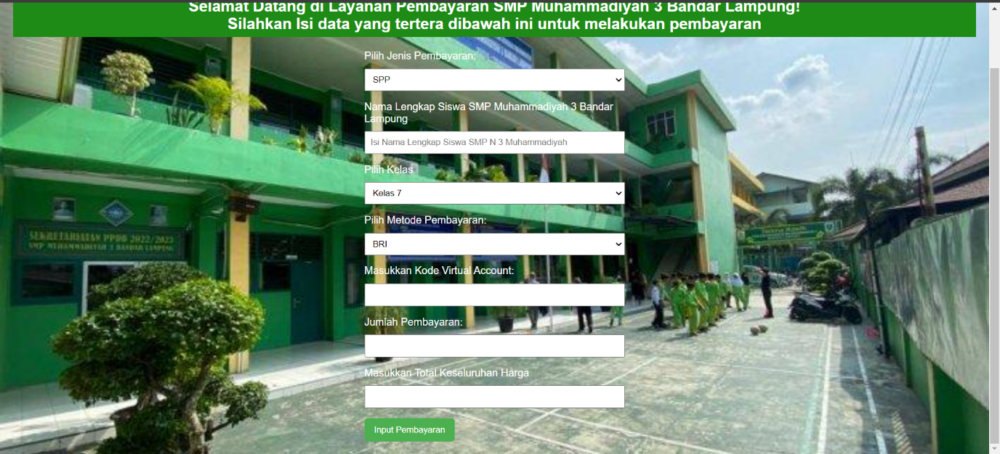 Selamat Datang di Layanan Pembayaran SMP Muhammadiyah 3 Bandar Lampung!
Silahkan Isi data yang tertera dibawah ini untuk melakukan pembayaran
Pilih Jenis Pembayaran:
SPP
Nama Lengkap Siswa SMP Muhammadiyah 3 Bandar
Lampung
Isi Nama Lengkap Siswa SMP N 3 Muhammadiyah
Pilih Kelas
Kelas 7
Pilih Metode Pembayaran:
BRI
Masukkan Kode Virtual Account:
Jumlah Pembayaran:
Masukkan Total Keseluruhan Harga
Input Pembayaran
SEKRETARIATAN PPDB 2022/2023
SMP MUHAMMADIYAH 3 BANDAR LAMPUNG